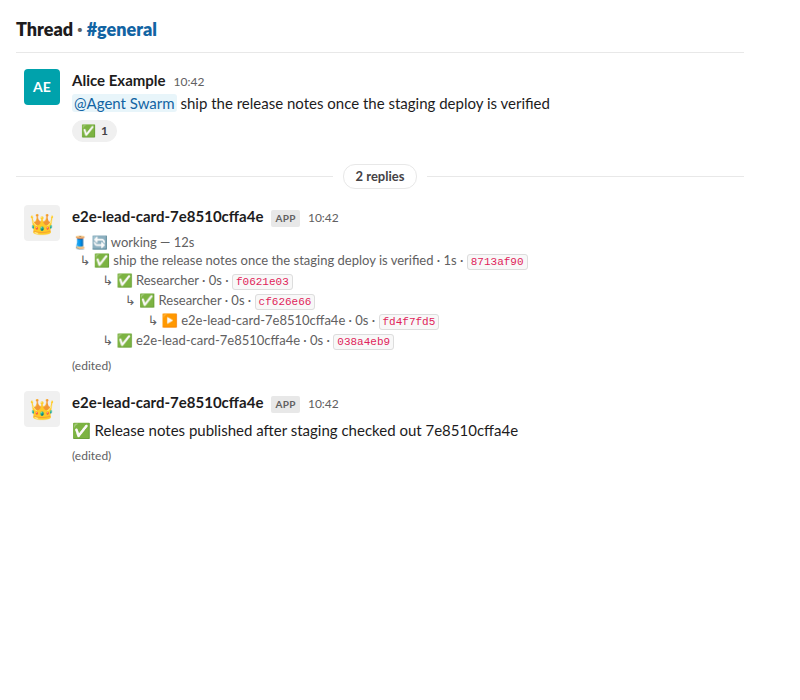 Thread • #general
AE
Alice Example 10:42
@Agent Swarm ship the release notes once the staging deploy is verified
✅ 1
2 replies
👑
e2e-lead-card-7e8510cffa4e APP 10:42
🧵 🔄 working — 12s
↳ ✅ ship the release notes once the staging deploy is verified · 1s · 8713af90
↳ ✅ Researcher · 0s · f0621e03
↳ ✅ Researcher · 0s · cf626e66
↳ ▶️ e2e-lead-card-7e8510cffa4e · 0s · fd4f7fd5
↳ ✅ e2e-lead-card-7e8510cffa4e · 0s · 038a4eb9
(edited)
👑
e2e-lead-card-7e8510cffa4e APP 10:42
✅ Release notes published after staging checked out 7e8510cffa4e
(edited)